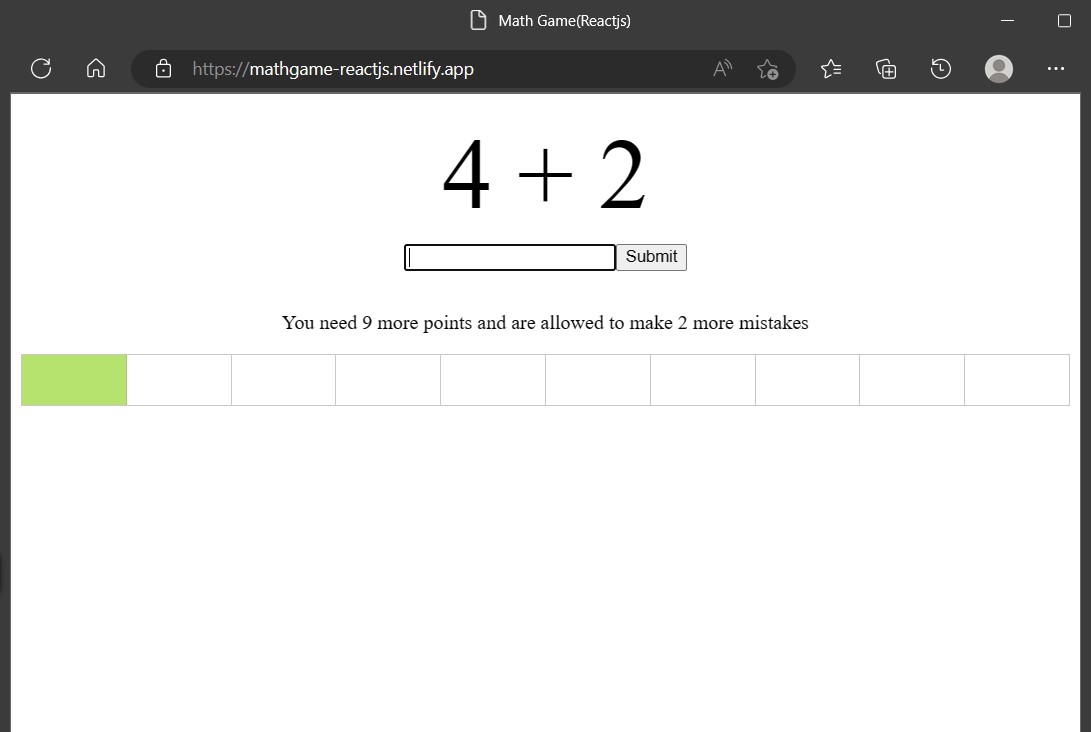 Math Game(Reactjs)
https://mathgame-reactjs.netlify.app
4 + 2
Submit
You need 9 more points and are allowed to make 2 more mistakes